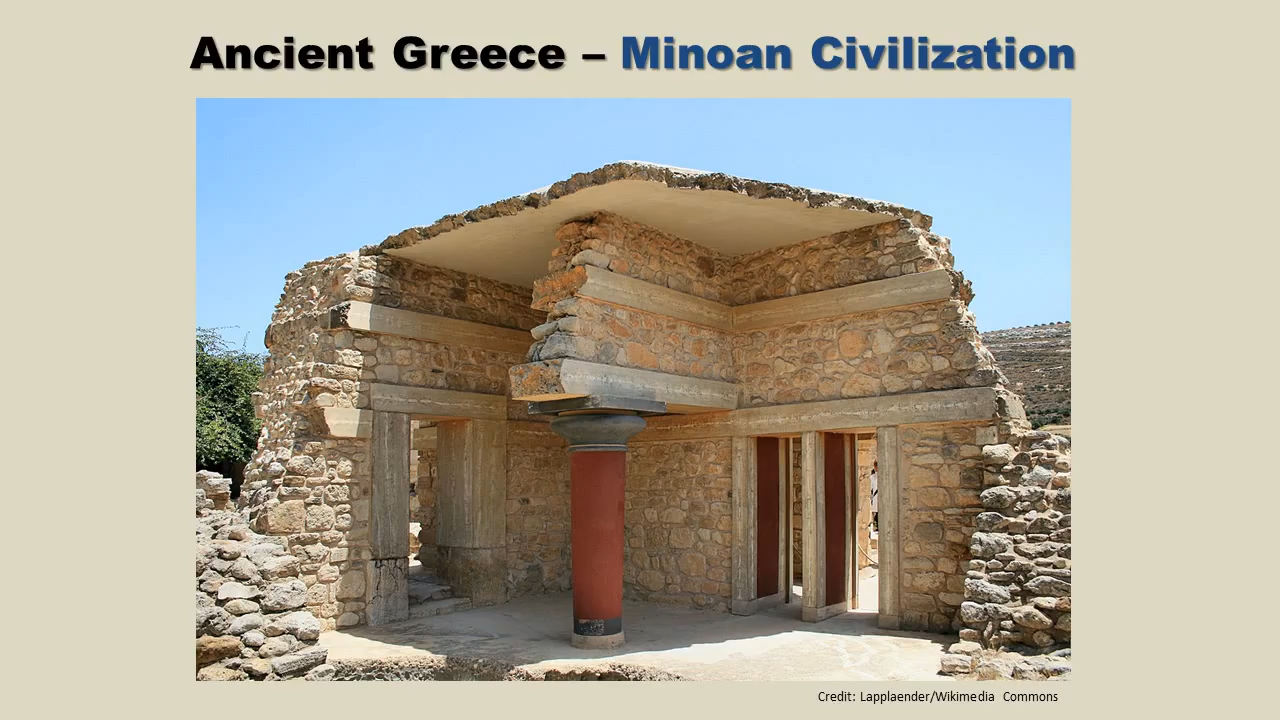 Ancient Greece – Minoan Civilization
Credit: Lapplaender/Wikimedia Commons